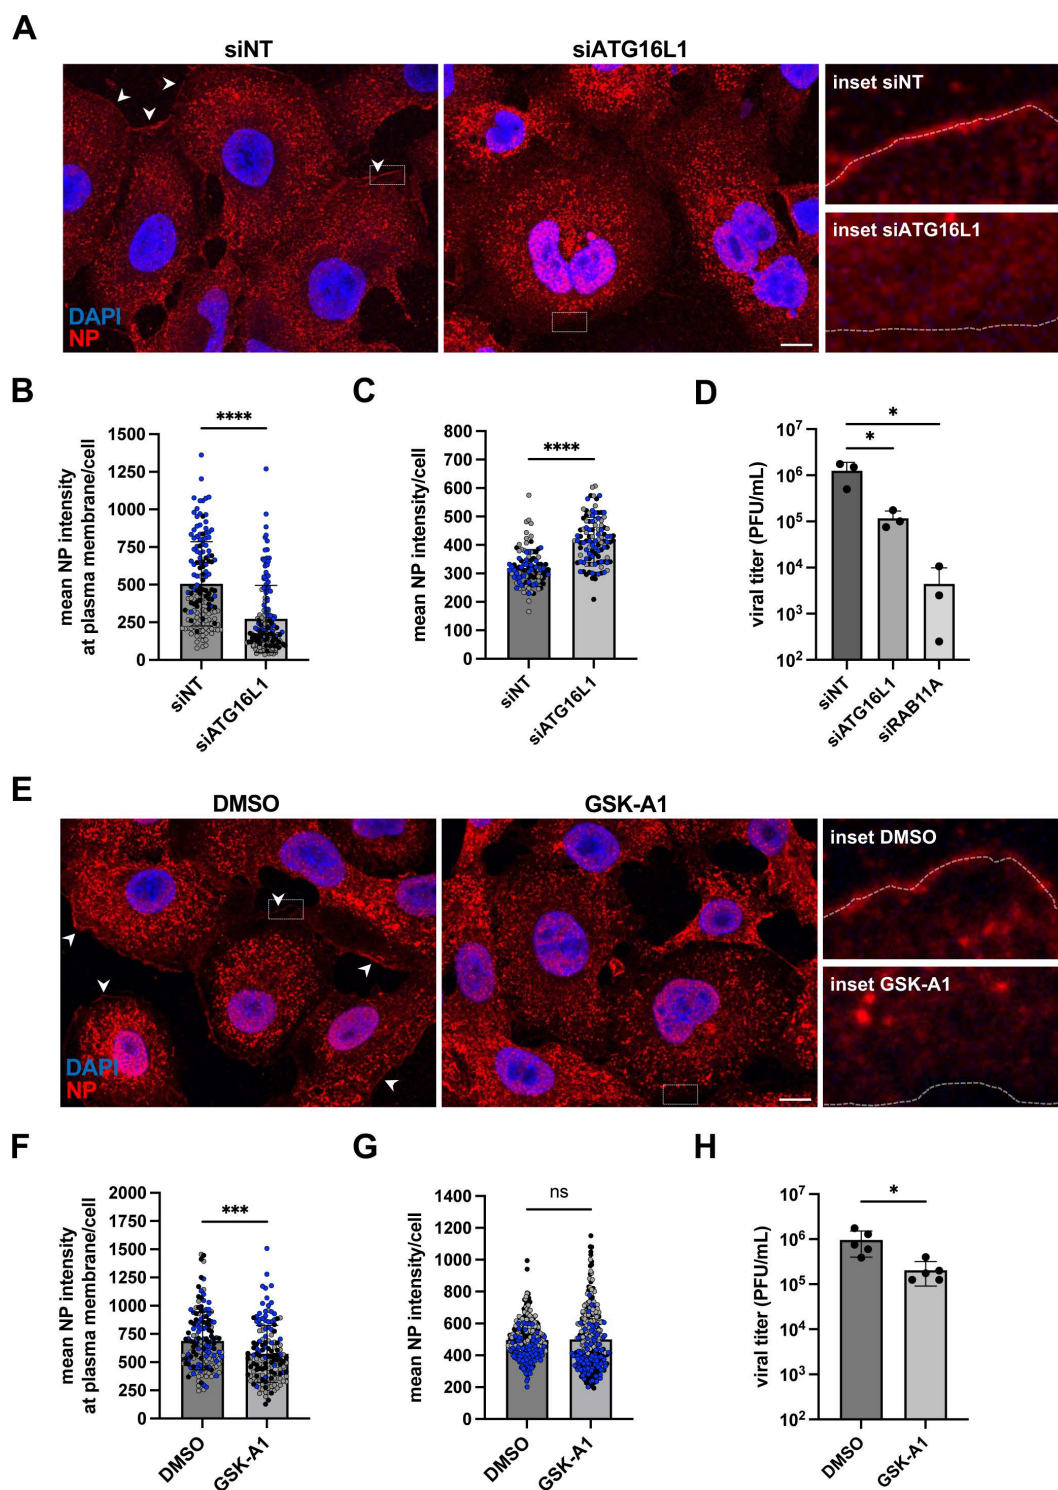 A
siNT
siATG16L1
DAPI
NP
inset siNT
inset siATG16L1
B
mean NP intensity
at plasma membrane/cell
1500
1250
1000
750
500
250
0
****
siNT
siATG16L1
C
mean NP intensity/cell
800
700
600
500
400
300
200
100
0
****
siNT
siATG16L1
D
viral titer (PFU/mL)
10^7
10^6
10^5
10^4
10^3
10^2
*
*
siNT
siATG16L1
siRAB11A
E
DMSO
GSK-A1
DAPI
NP
inset DMSO
inset GSK-A1
F
mean NP intensity
at plasma membrane/cell
2000
1750
1500
1250
1000
750
500
250
0
***
DMSO
GSK-A1
G
mean NP intensity/cell
1400
1200
1000
800
600
400
200
0
ns
DMSO
GSK-A1
H
viral titer (PFU/mL)
10^7
10^6
10^5
10^4
10^3
10^2
*
DMSO
GSK-A1